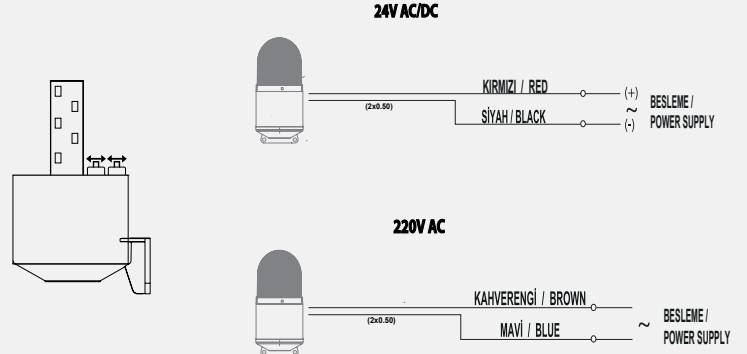 24V AC/DC
KIRMIZI / RED
(+)
(2x0.50)
BESLEME /
~
SİYAH / BLACK
(-)
POWER SUPPLY
220V AC
KAHVERENGİ / BROWN
(2x0.50)
BESLEME /
~
MAVİ / BLUE
POWER SUPPLY